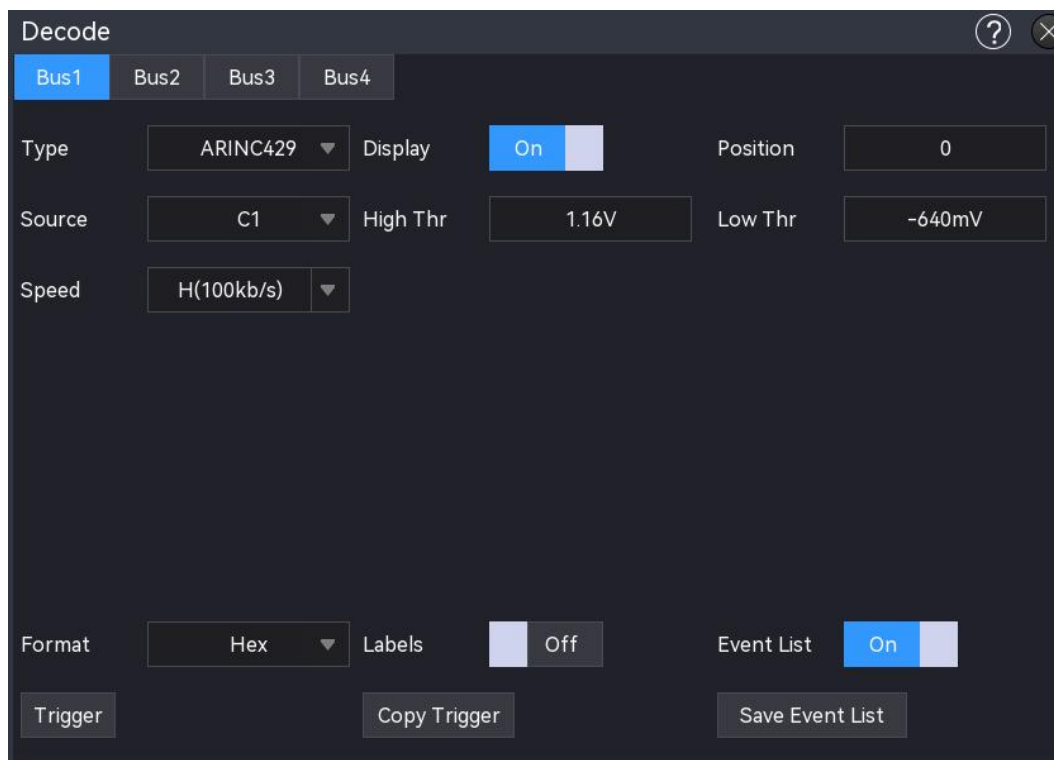 Decode ?
Bus1 Bus2 Bus3 Bus4
Type ARINC429 Display On Position 0
Source C1 High Thr 1.16V Low Thr -640mV
Speed H(100kb/s)
Format Hex Labels Off Event List On
Trigger Copy Trigger Save Event List